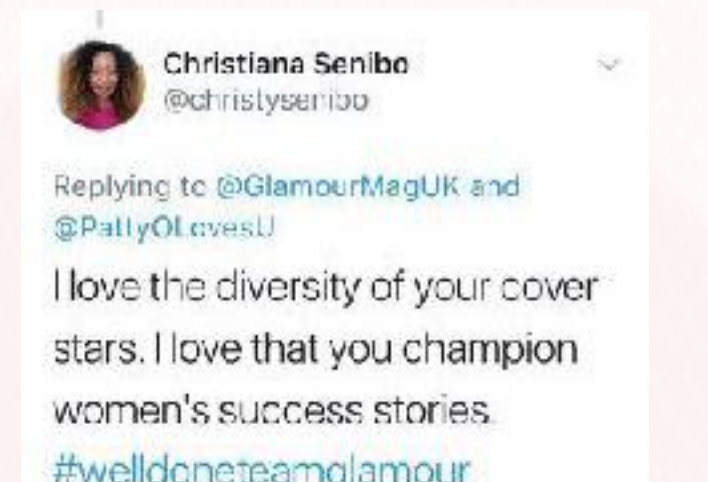 Christiana Senibo
@christysenibo
Replying to @GlamourMagUK and
@PattyOLovesU
I love the diversity of your cover
stars. I love that you champion
women's success stories.
#welldoneteamglamour